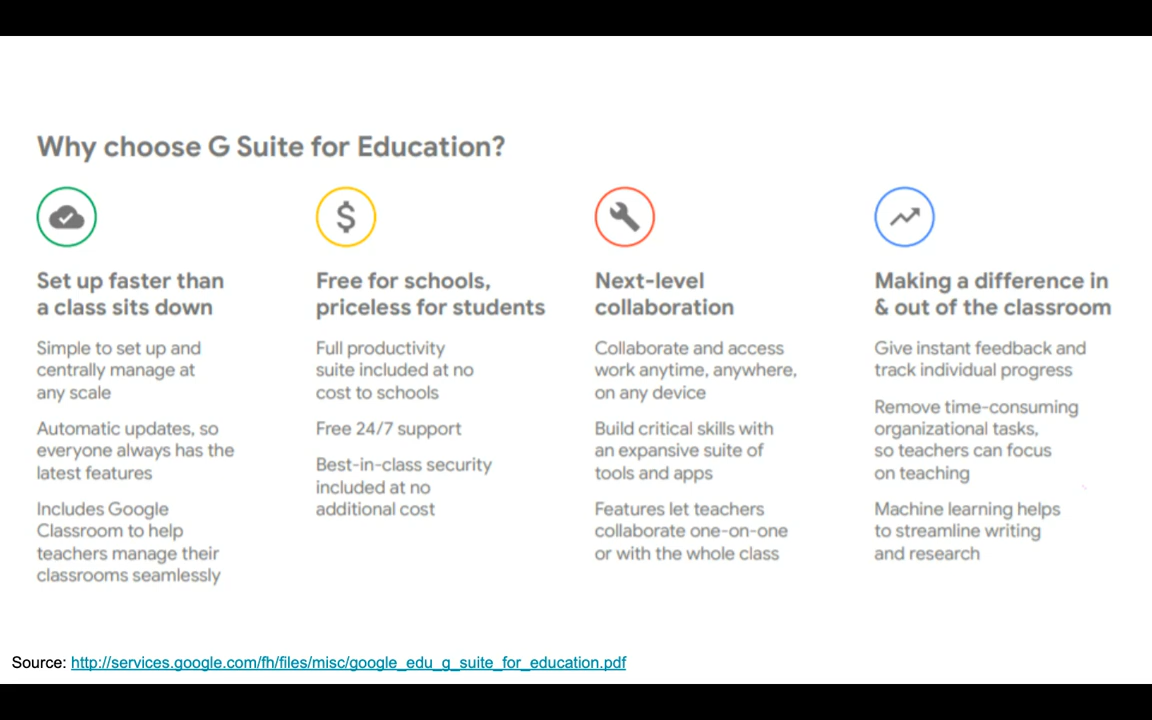 Why choose G Suite for Education?
$
Set up faster than
a class sits down
Simple to set up and
centrally manage at
any scale
Automatic updates, so
everyone always has the
latest features
Includes Google
Classroom to help
teachers manage their
classrooms seamlessly
Free for schools,
priceless for students
Full productivity
suite included at no
cost to schools
Free 24/7 support
Best-in-class security
included at no
additional cost
Next-level
collaboration
Collaborate and access
work anytime, anywhere,
on any device
Build critical skills with
an expansive suite of
tools and apps
Features let teachers
collaborate one-on-one
or with the whole class
Making a difference in
& out of the classroom
Give instant feedback and
track individual progress
Remove time-consuming
organizational tasks,
so teachers can focus
on teaching
Machine learning helps
to streamline writing
and research
Source: http://services.google.com/fh/files/misc/google_edu_g_suite_for_education.pdf